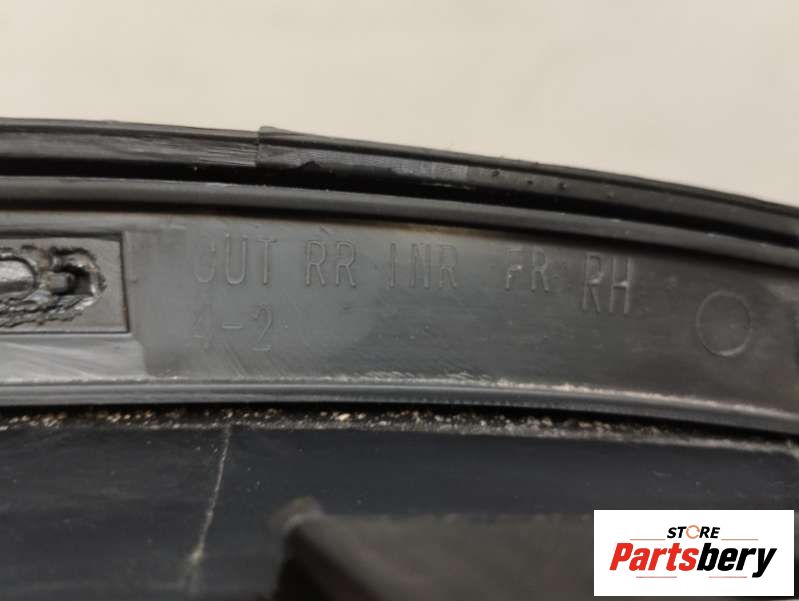 OUT RR INR FR RH
4-2
STORE
Partsbery